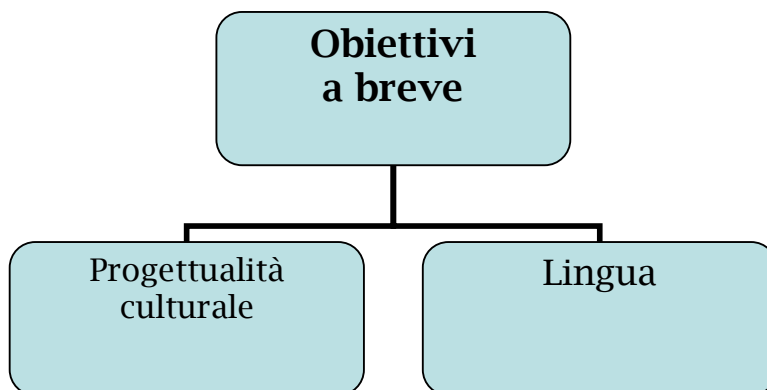 Obiettivi
a breve
Progettualità
culturale
Lingua